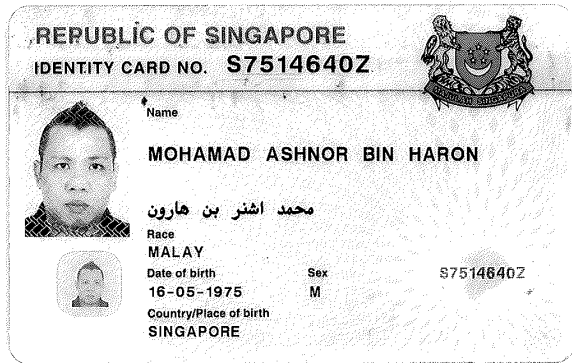 REPUBLIC OF SINGAPORE
IDENTITY CARD NO. S7514640Z
Name
MOHAMAD ASHNOR BIN HARON
محمد اشنر بن هارون
Race
MALAY
Date of birth Sex
16-05-1975 M
S7514640Z
Country/Place of birth
SINGAPORE